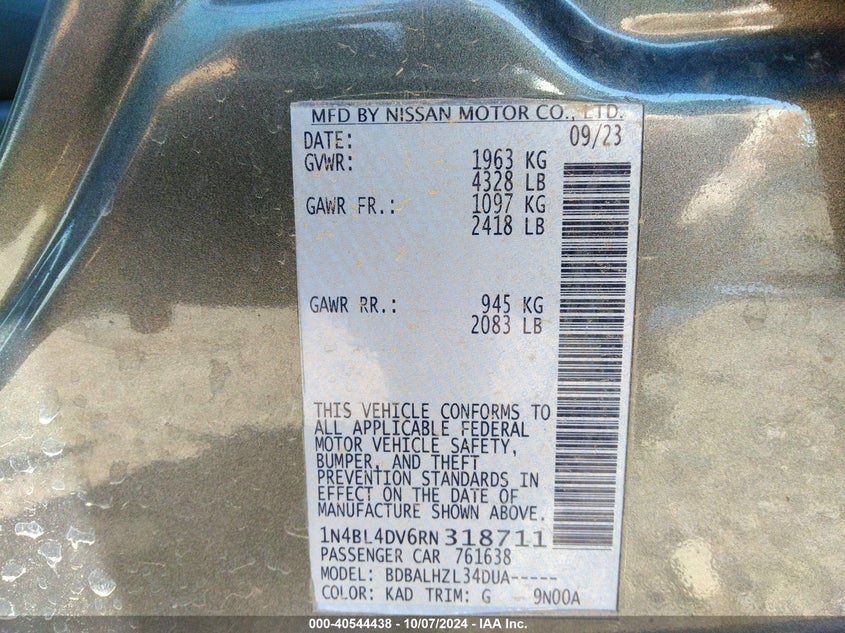 MFD BY NISSAN MOTOR CO., LTD.
DATE: 09/23
GVWR: 1963 KG
4328 LB
GAWR FR.: 1097 KG
2418 LB
GAWR RR.: 945 KG
2083 LB
THIS VEHICLE CONFORMS TO
ALL APPLICABLE FEDERAL
MOTOR VEHICLE SAFETY,
BUMPER, AND THEFT
PREVENTION STANDARDS IN
EFFECT ON THE DATE OF
MANUFACTURE SHOWN ABOVE.
1N4BL4DV6RN318711
PASSENGER CAR 761638
MODEL: BDBALHZL34DUA-----
COLOR: KAD TRIM: G - 9N00A
000-40544438 - 10/07/2024 - IAA Inc.